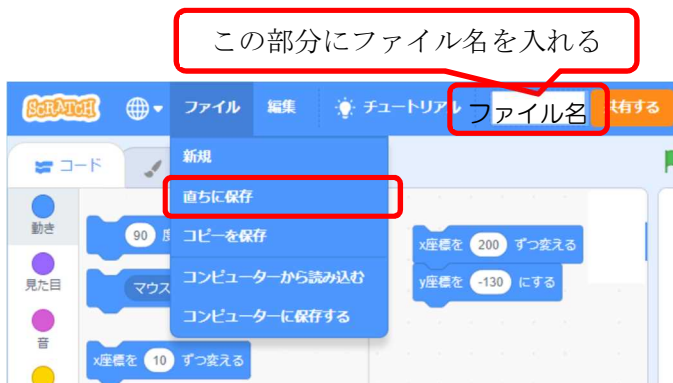 この部分にファイル名を入れる
SCRATCH
ファイル
編集
チュートリアル
ファイル名
共有する
コード
新規
直ちに保存
コピーを保存
コンピューターから読み込む
コンピューターに保存する
動き
見た目
音
90 度
マウス
x座標を 10 ずつ変える
x座標を 200 ずつ変える
y座標を -130 にする